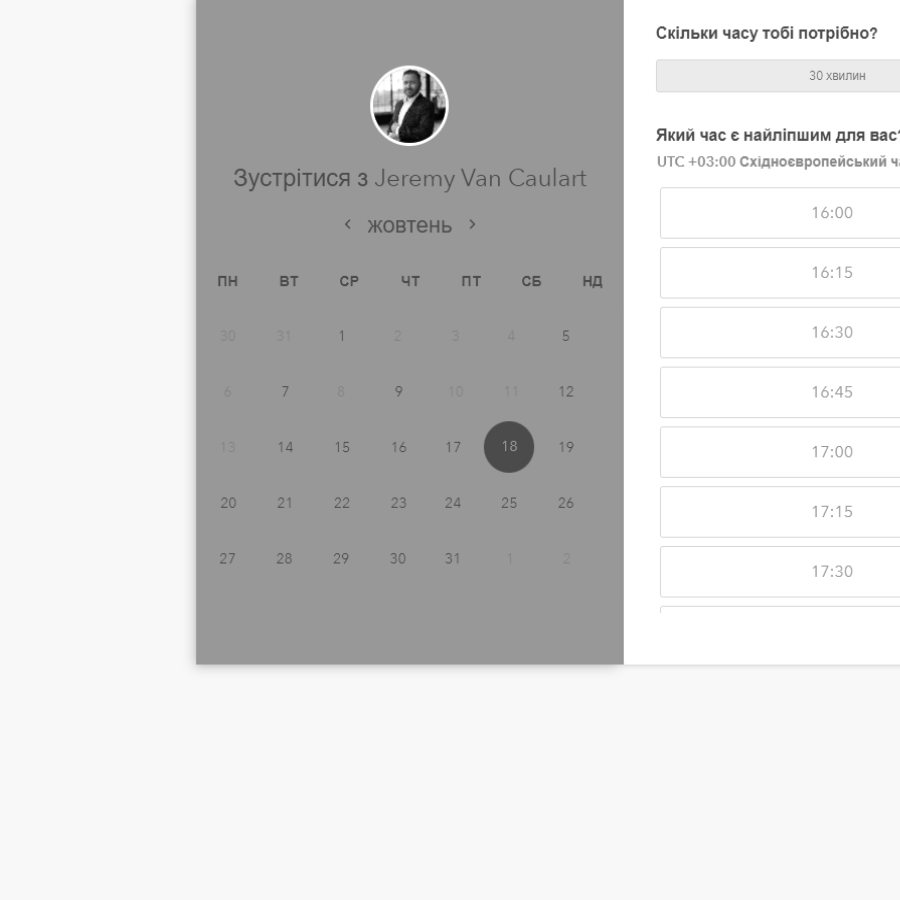 Зустрітися з Jeremy Van Caulart
жовтень
ПН ВТ СР ЧТ ПТ СБ НД
30 31 1 2 3 4 5
6 7 8 9 10 11 12
13 14 15 16 17 18 19
20 21 22 23 24 25 26
27 28 29 30 31 1 2
Скільки часу тобі потрібно?
30 хвилин
Який час є найліпшим для вас?
UTC +03:00 Східноєвропейський
16:00
16:15
16:30
16:45
17:00
17:15
17:30